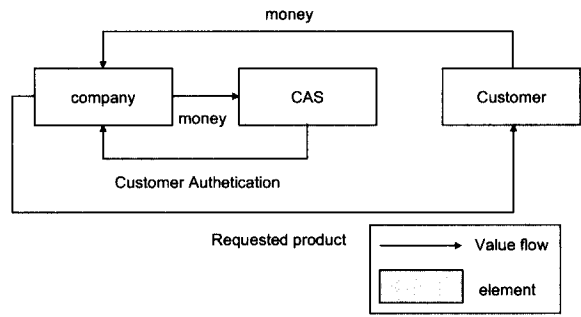 money
company
CAS
Customer
money
Customer Authetication
Requested product
Value flow
element